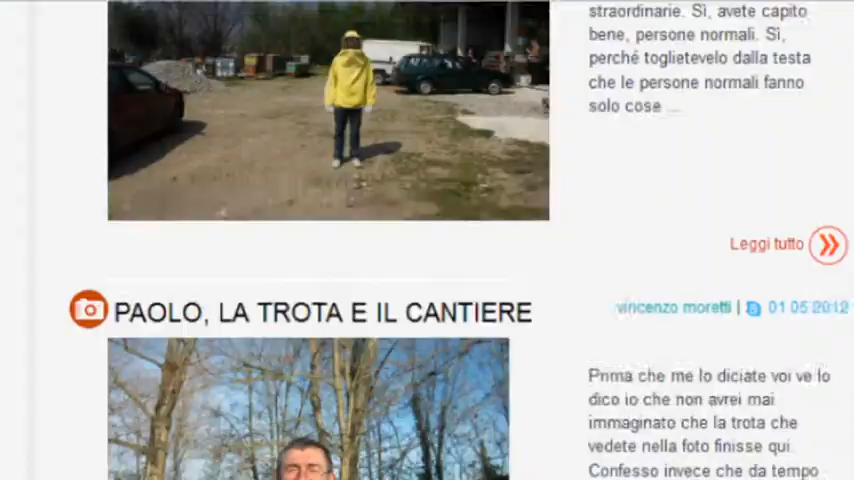 straordinarie. Sì, avete capito
bene, persone normali. Sì,
perché toglietevelo dalla testa
che le persone normali fanno
solo cose ...
Leggi tutto
PAOLO, LA TROTA E IL CANTIERE
vincenzo moretti | 01 05 2012
Prima che me lo diciate voi ve lo
dico io che non avrei mai
immaginato che la trota che
vedete nella foto finisse qui.
Confesso invece che da tempo